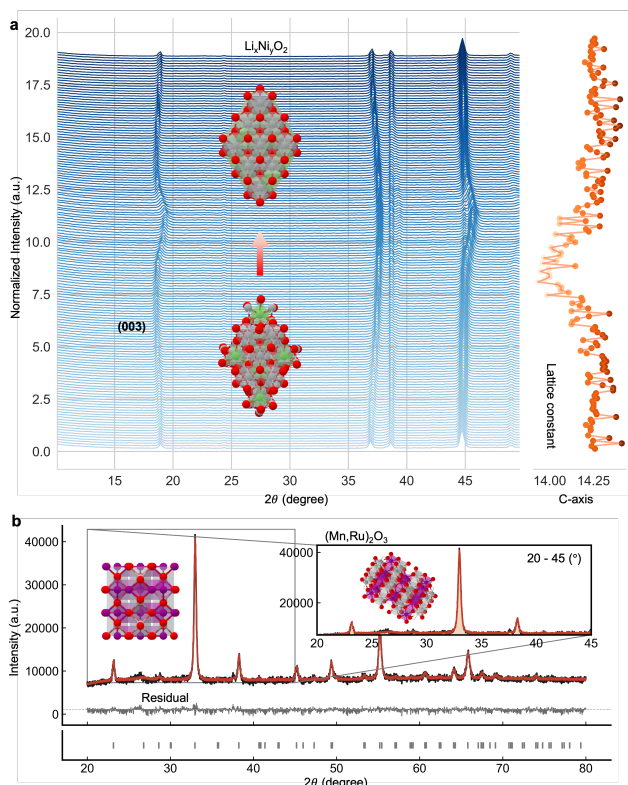 a
20.0
17.5
15.0
12.5
10.0
7.5
5.0
2.5
0.0
Normalized Intensity (a.u.)
LixNiyO2
(003)
15 20 25 30 35 40 45
2θ (degree)
Lattice constant
14.00 14.25
C-axis
b
40000
30000
20000
10000
0
Intensity (a.u.)
(Mn,Ru)2O3
20 - 45 (°)
40000
20000
20 25 30 35 40 45
Residual
20 30 40 50 60 70 80
2θ (degree)